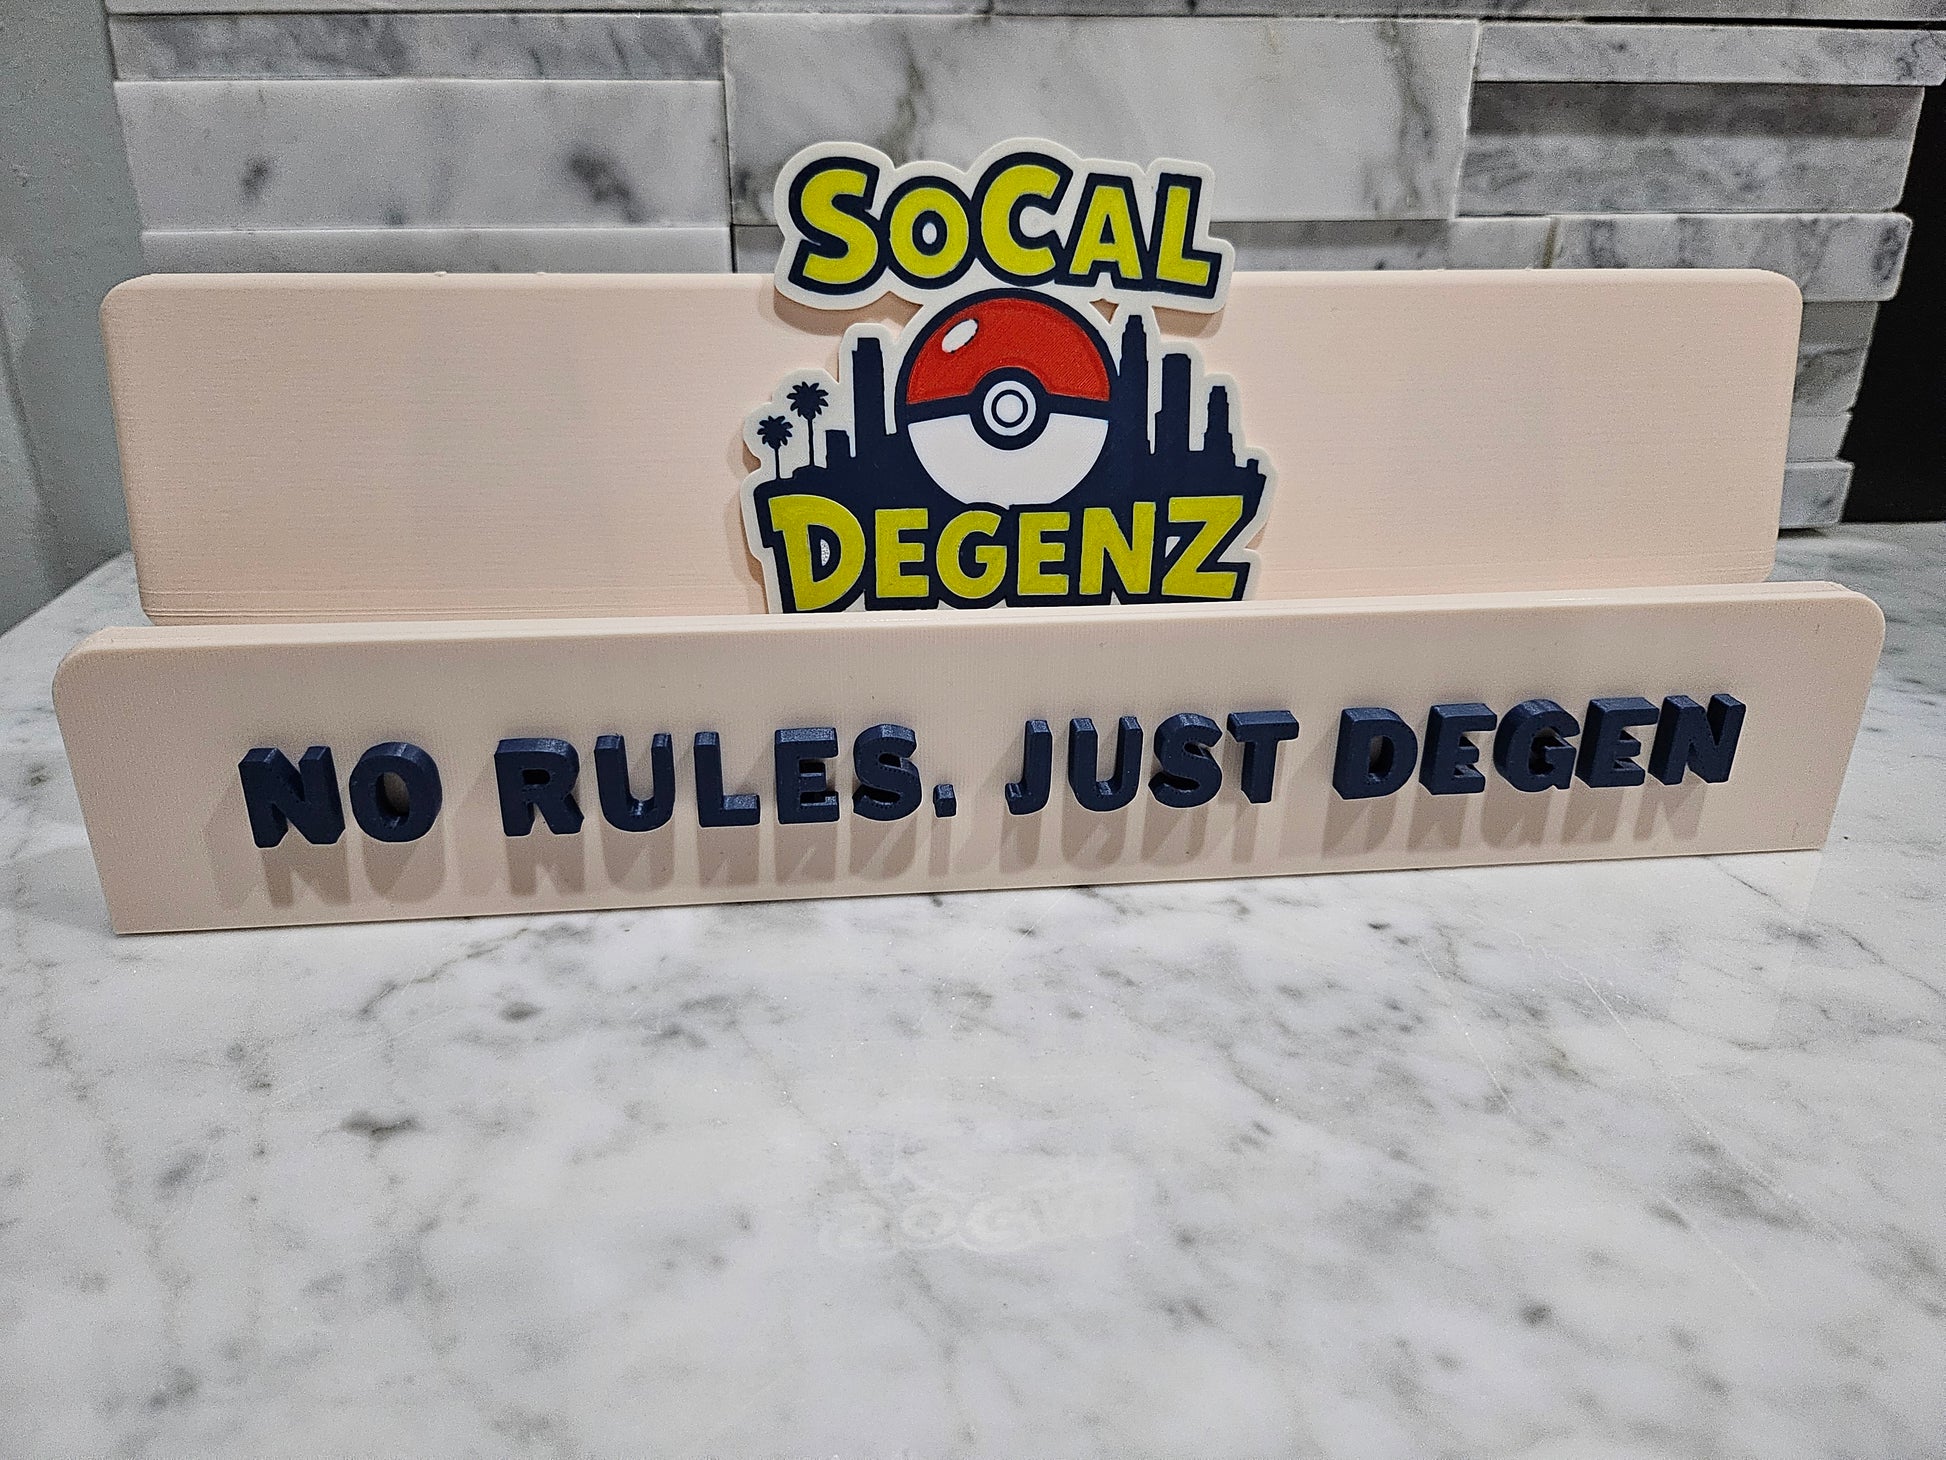 SOCAL
DEGENZ
NO RULES. JUST DEGEN